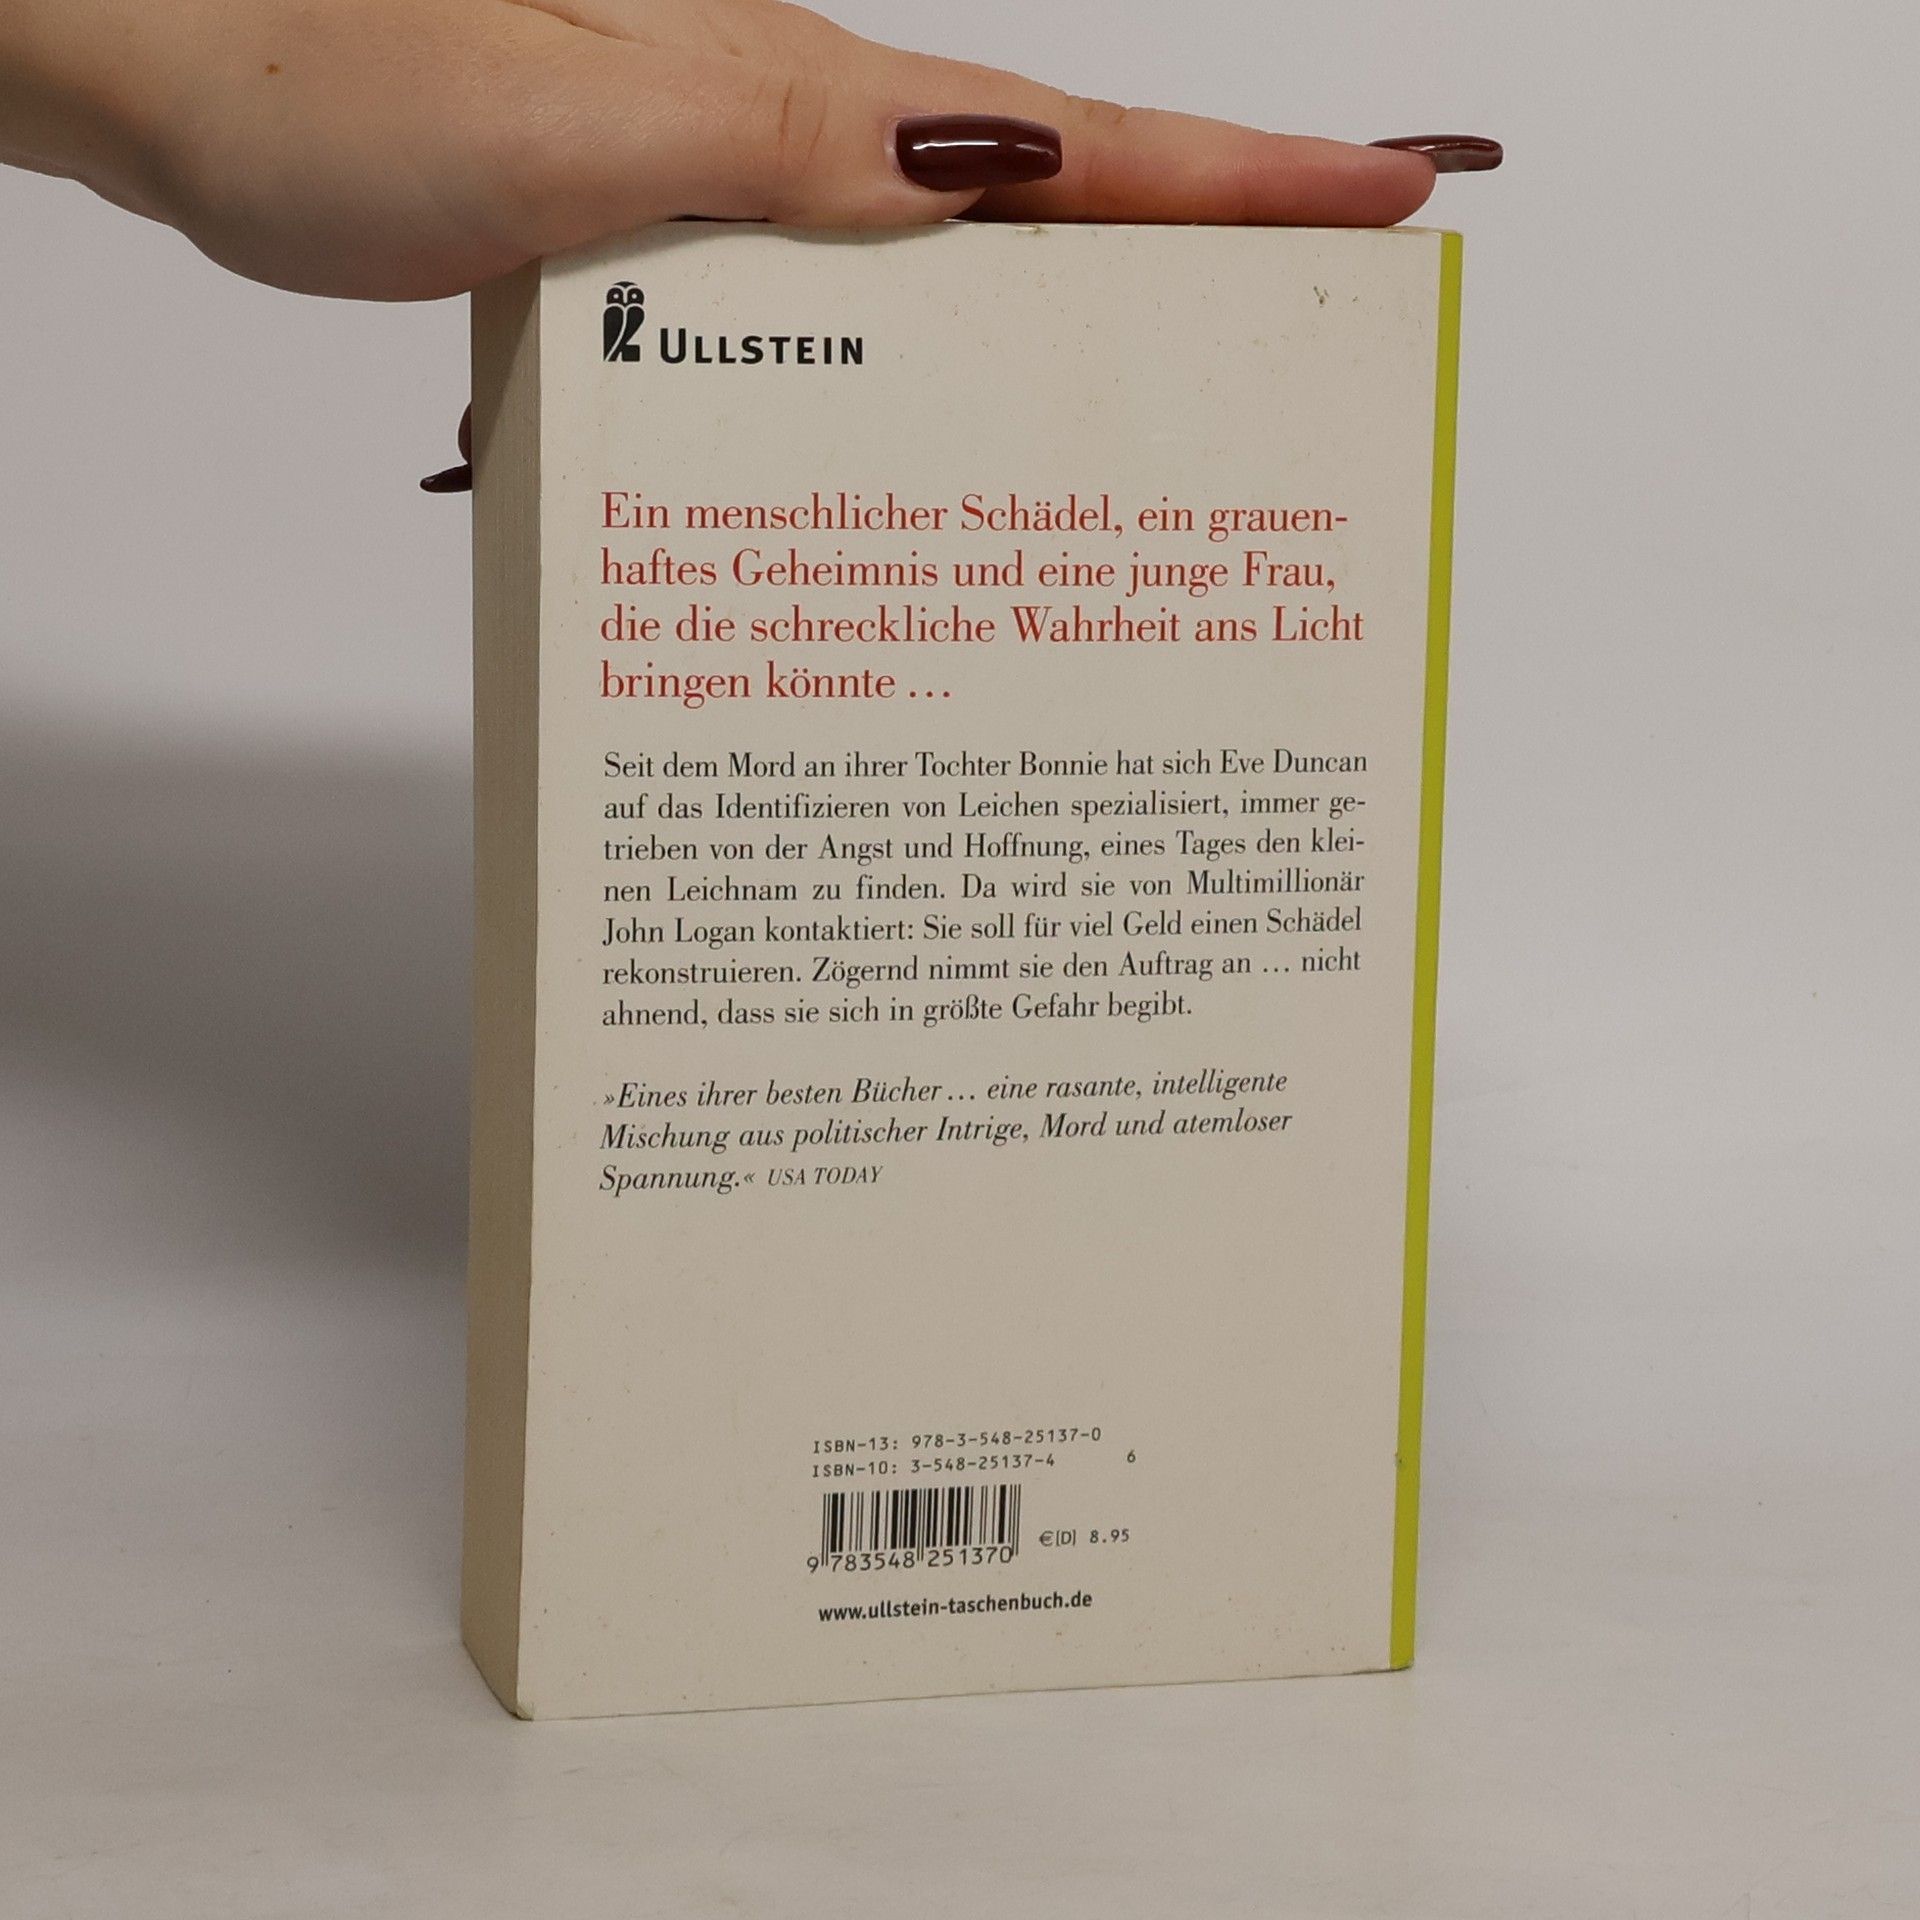 ULLSTEIN
Ein menschlicher Schädel, ein grauen-
haftes Geheimnis und eine junge Frau,
die die schreckliche Wahrheit ans Licht
bringen könnte ...
Seit dem Mord an ihrer Tochter Bonnie hat sich Eve Duncan
auf das Identifizieren von Leichen spezialisiert, immer ge-
trieben von der Angst und Hoffnung, eines Tages den klei-
nen Leichnam zu finden. Da wird sie von Multimillionär
John Logan kontaktiert: Sie soll für viel Geld einen Schädel
rekonstruieren. Zögernd nimmt sie den Auftrag an ... nicht
ahnend, dass sie sich in größte Gefahr begibt.
»Eines ihrer besten Bücher ... eine rasante, intelligente
Mischung aus politischer Intrige, Mord und atemloser
Spannung.« USA TODAY
ISBN-13: 978-3-548-25137-0
ISBN-10: 3-548-25137-4 6
€[D] 8.95
9 783548 251370
www.ullstein-taschenbuch.de